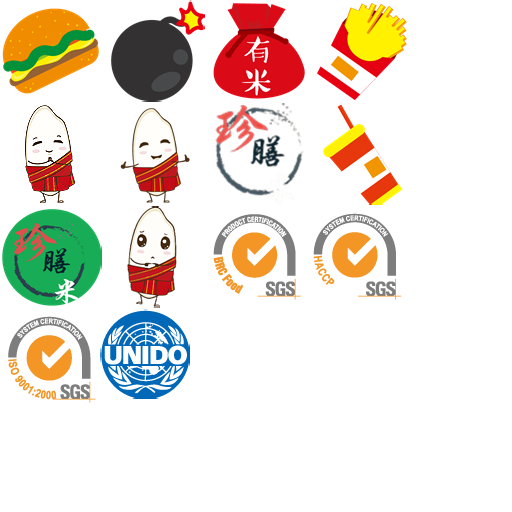 有
米
珍
膳
珍
膳
米
PRODUCT CERTIFICATION
BRC Food
SGS
SYSTEM CERTIFICATION
HACCP
SGS
SYSTEM CERTIFICATION
ISO 9001:2000
SGS
UNIDO